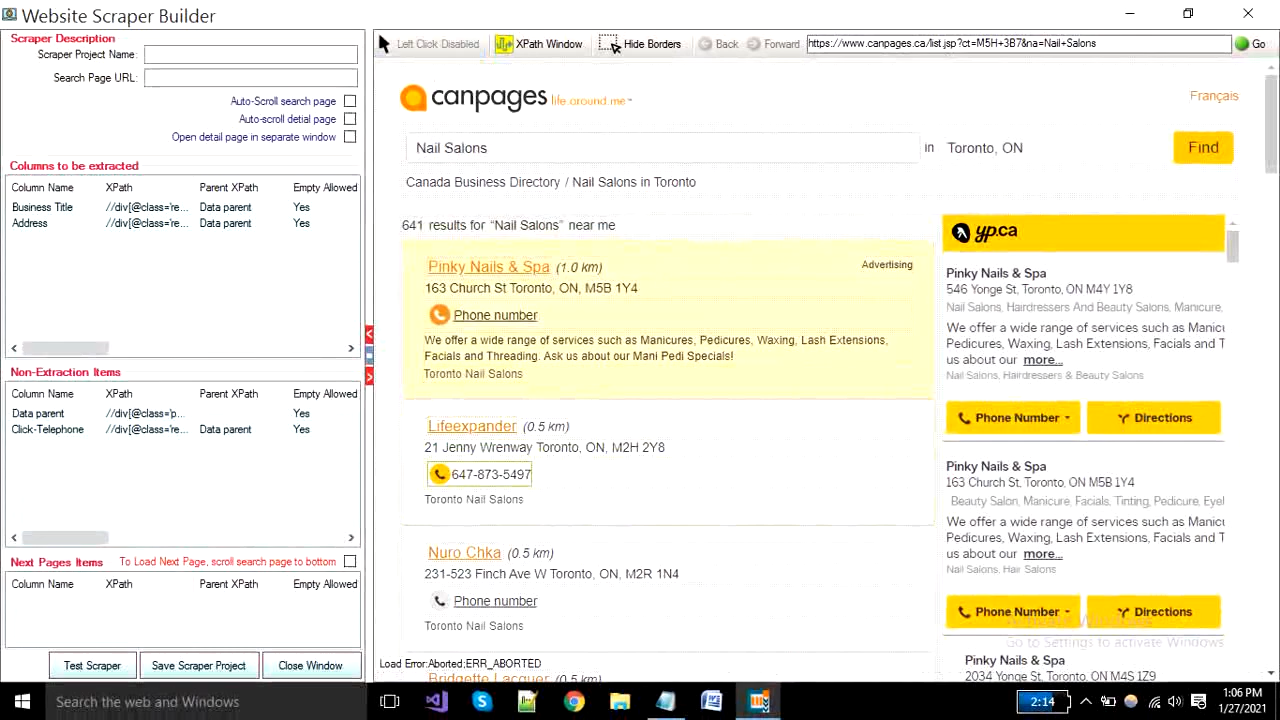 Website Scraper Builder
Scraper Description
Scraper Project Name:
Search Page URL:
Auto-Scroll search page
Auto-scroll detial page
Open detail page in separate window
Columns to be extracted
Column Name XPath Parent XPath Empty Allowed
Business Title //div[@class='re... Data parent Yes
Address //div[@class='re... Data parent Yes
Non-Extraction Items
Column Name XPath Parent XPath Empty Allowed
Data parent //div[@class='p... Yes
Click-Telephone //div[@class='re... Data parent Yes
Next Pages Items To Load Next Page, scroll search page to bottom
Column Name XPath Parent XPath Empty Allowed
Test Scraper Save Scraper Project Close Window
Left Click Disabled XPath Window Hide Borders Back Forward https://www.canpages.ca/list.jsp?ct=M5H+3B7&na=Nail+Salons Go
canpages life.around.me™
Français
Nail Salons in Toronto, ON Find
Canada Business Directory / Nail Salons in Toronto
641 results for “Nail Salons” near me
Pinky Nails & Spa (1.0 km) Advertising
163 Church St Toronto, ON, M5B 1Y4
Phone number
We offer a wide range of services such as Manicures, Pedicures, Waxing, Lash Extensions,
Facials and Threading. Ask us about our Mani Pedi Specials!
Toronto Nail Salons
Lifeexpander (0.5 km)
21 Jenny Wrenway Toronto, ON, M2H 2Y8
647-873-5497
Toronto Nail Salons
Nuro Chka (0.5 km)
231-523 Finch Ave W Toronto, ON, M2R 1N4
Phone number
Toronto Nail Salons
Bridgette Lacquer (0.5 km)
Load Error:Aborted;ERR_ABORTED
yp.ca
Pinky Nails & Spa
546 Yonge St, Toronto, ON M4Y 1Y8
Nail Salons, Hairdressers And Beauty Salons, Manicure,
We offer a wide range of services such as Manicu
Pedicures, Waxing, Lash Extensions, Facials and T
us about our more...
Nail Salons, Hairdressers & Beauty Salons
Phone Number Directions
Pinky Nails & Spa
163 Church St, Toronto, ON M5B 1Y4
Beauty Salon, Manicure, Facials, Tinting, Pedicure, Eyel
We offer a wide range of services such as Manicu
Pedicures, Waxing, Lash Extensions, Facials and T
us about our more...
Nail Salons, Hair Salons
Phone Number Directions
Go to Settings to activate Windows
Pinky Nails & Spa
2034 Yonge St, Toronto, ON M4S 1Z9
Search the web and Windows
2:14
1:06 PM
1/27/2021